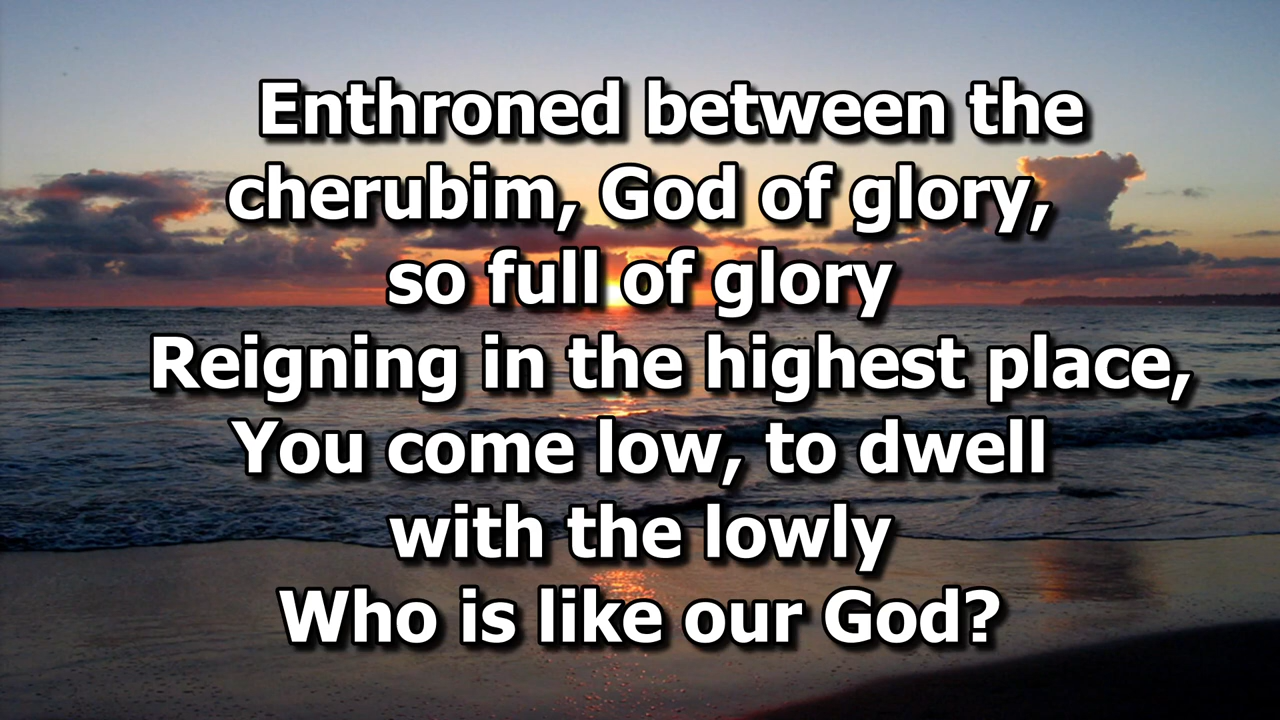 Enthroned between the
cherubim, God of glory,
so full of glory
Reigning in the highest place,
You come low, to dwell
with the lowly
Who is like our God?